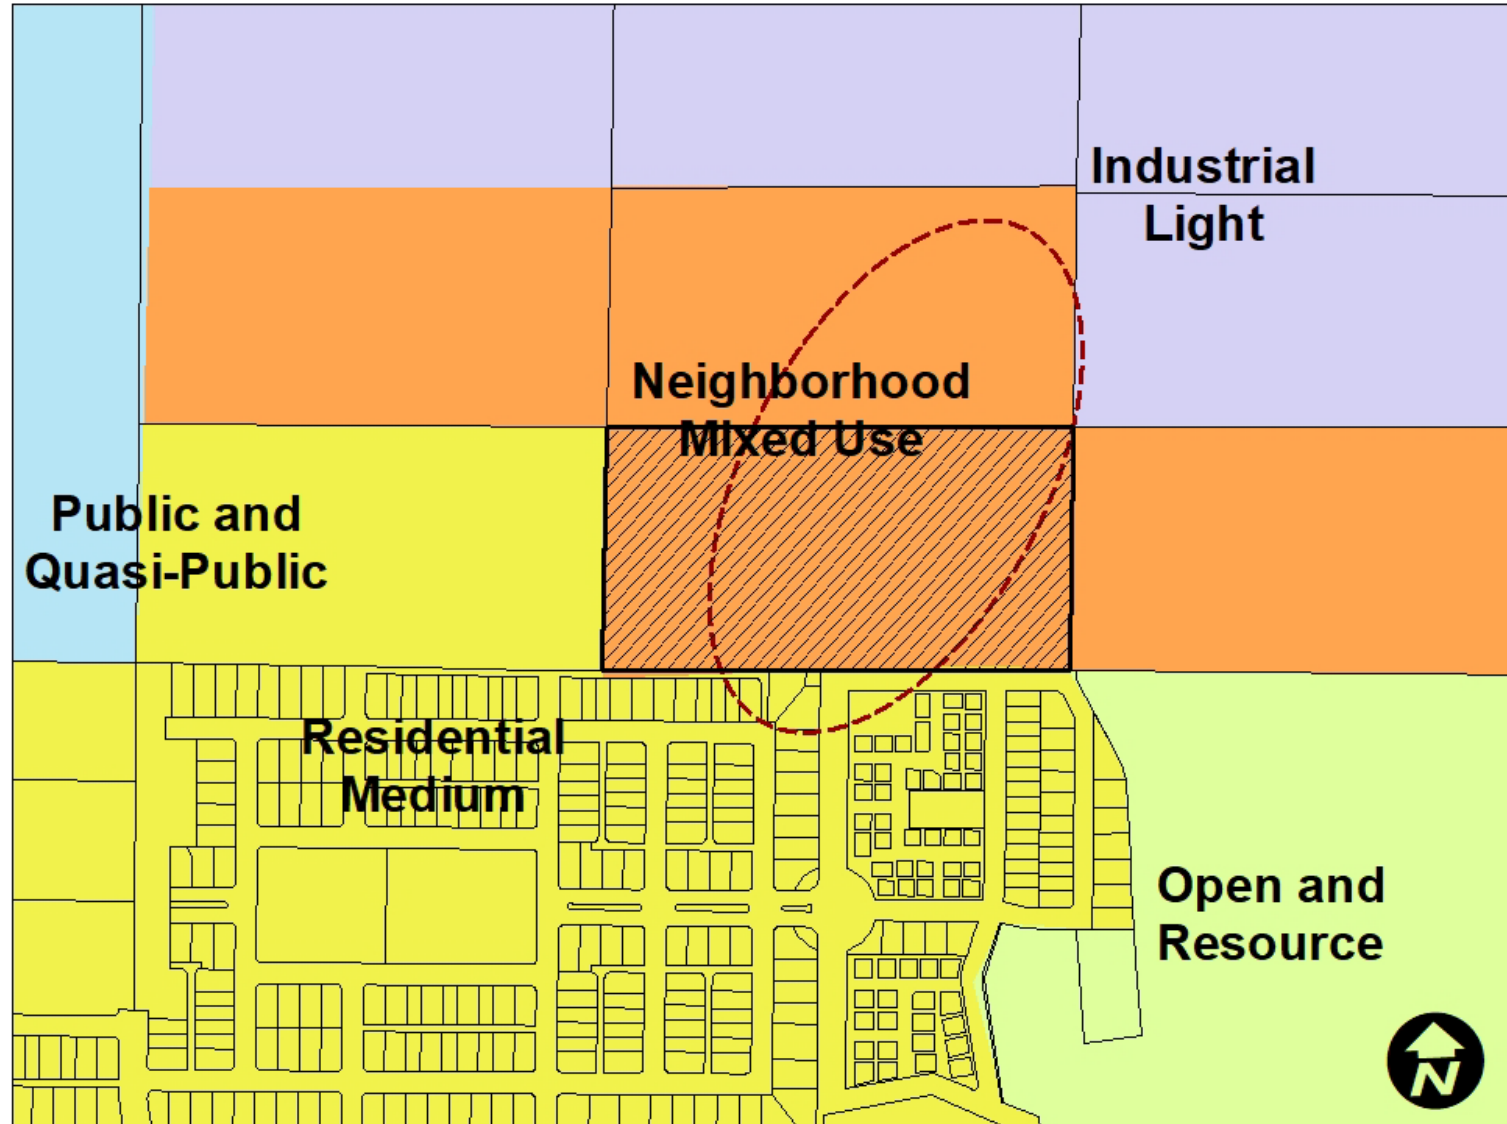 Industrial
Light
Neighborhood
Mixed Use
Public and
Quasi-Public
Residential
Medium
Open and
Resource
N